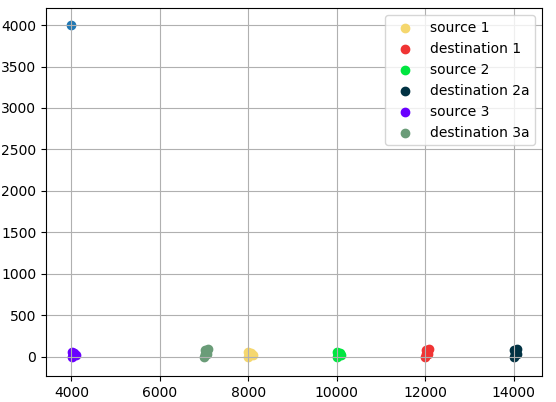 4000
3500
3000
2500
2000
1500
1000
500
0
4000 6000 8000 10000 12000 14000
source 1
destination 1
source 2
destination 2a
source 3
destination 3a